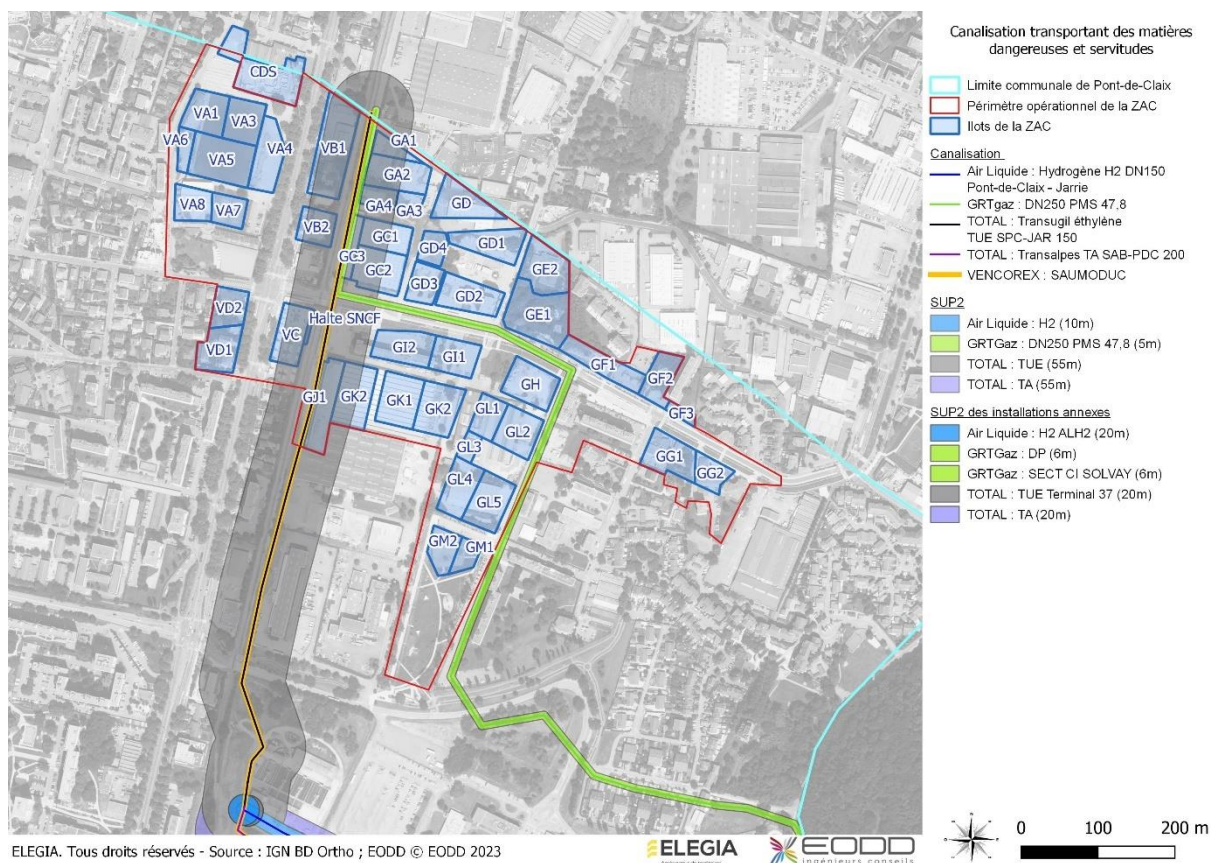 Canalisation transportant des matières
dangereuses et servitudes
Limite communale de Pont-de-Claix
Périmètre opérationnel de la ZAC
Ilots de la ZAC
Canalisation
Air Liquide : Hydrogène H2 DN150
Pont-de-Claix - Jarrie
GRTgaz : DN250 PMS 47,8
TOTAL : Transugil éthylène
TUE SPC-JAR 150
TOTAL : Transalpes TA SAB-PDC 200
VENCOREX : SAUMODUC
SUP2
Air Liquide : H2 (10m)
GRTGaz : DN250 PMS 47,8 (5m)
TOTAL : TUE (55m)
TOTAL : TA (55m)
SUP2 des installations annexes
Air Liquide : H2 ALH2 (20m)
GRTGaz : DP (6m)
GRTGaz : SECT CI SOLVAY (6m)
TOTAL : TUE Terminal 37 (20m)
TOTAL : TA (20m)
CDS
VA1
VA3
VA6
VA4
VA5
VA8
VA7
VB1
VB2
GA1
GA2
GA4
GA3
GD
GC1
GC3
GC2
GD4
GD1
GD3
GD2
GE2
GE1
VD2
VD1
VC
Halte SNCF
GI2
GI1
GF1
GF2
GF3
GH
GJ1
GK2
GK1
GK2
GL1
GL2
GL3
GL4
GL5
GG1
GG2
GM2
GM1
ELEGIA. Tous droits réservés - Source : IGN BD Ortho ; EODD © EODD 2023
ELEGIA
EODD
ingénieurs conseils
0 100 200 m